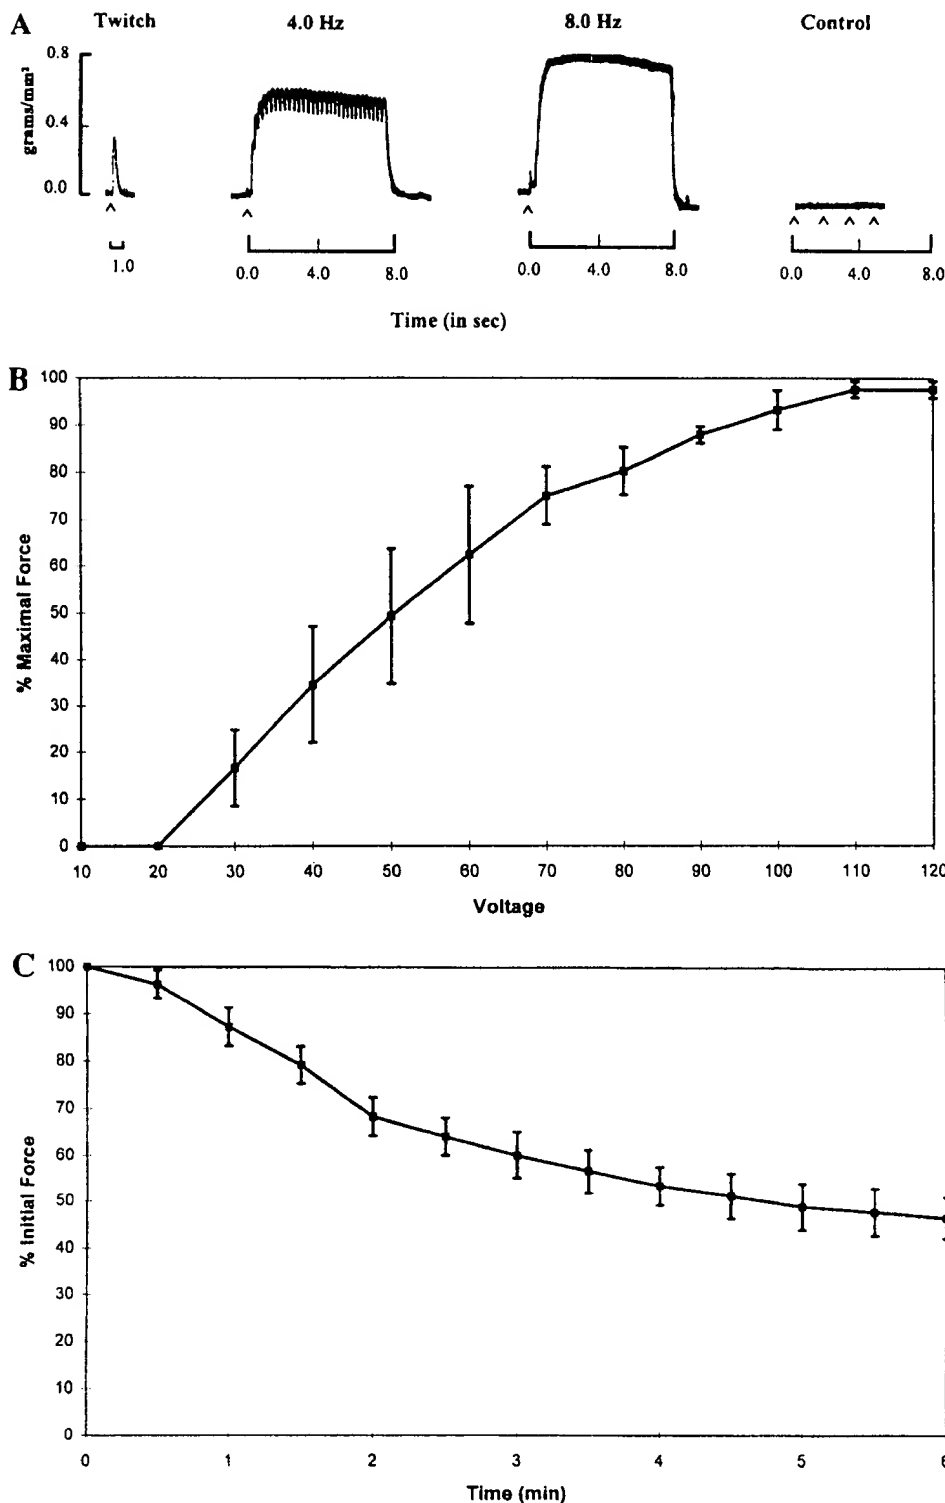 A
Twitch 4.0 Hz 8.0 Hz Control
grams/mm²
0.8
0.4
0.0
^ ^ ^ ^ ^ ^ ^
1.0 0.0 4.0 8.0 0.0 4.0 8.0 0.0 4.0 8.0
Time (in sec)
B
% Maximal Force
100
90
80
70
60
50
40
30
20
10
0
10 20 30 40 50 60 70 80 90 100 110 120
Voltage
C
% Initial Force
100
90
80
70
60
50
40
30
20
10
0
0 1 2 3 4 5 6
Time (min)